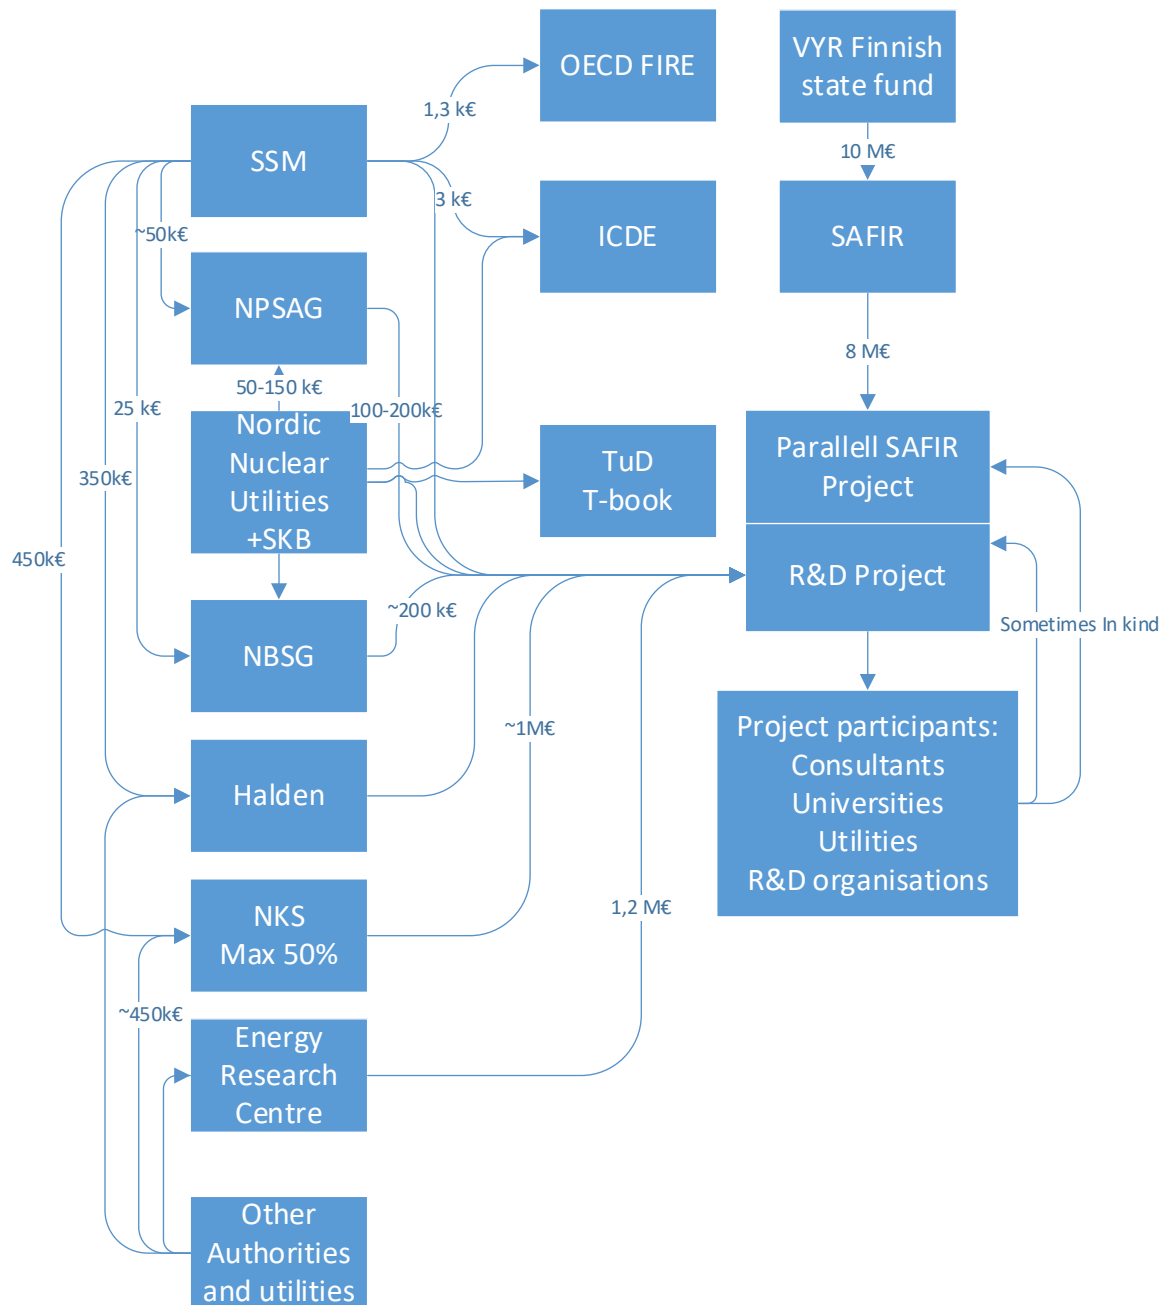 OECD FIRE
VYR Finnish
state fund
1,3 k€
10 M€
SSM
3 k€
ICDE
SAFIR
~50k€
NPSAG
8 M€
50-150 k€
25 k€
100-200k€
Nordic
Nuclear
Utilities
+SKB
TuD
T-book
Parallell SAFIR
Project
350k€
450k€
R&D Project
~200 k€
Sometimes In kind
NBSG
~1M€
Project participants:
Consultants
Universities
Utilities
R&D organisations
Halden
1,2 M€
NKS
Max 50%
~450k€
Energy
Research
Centre
Other
Authorities
and utilities